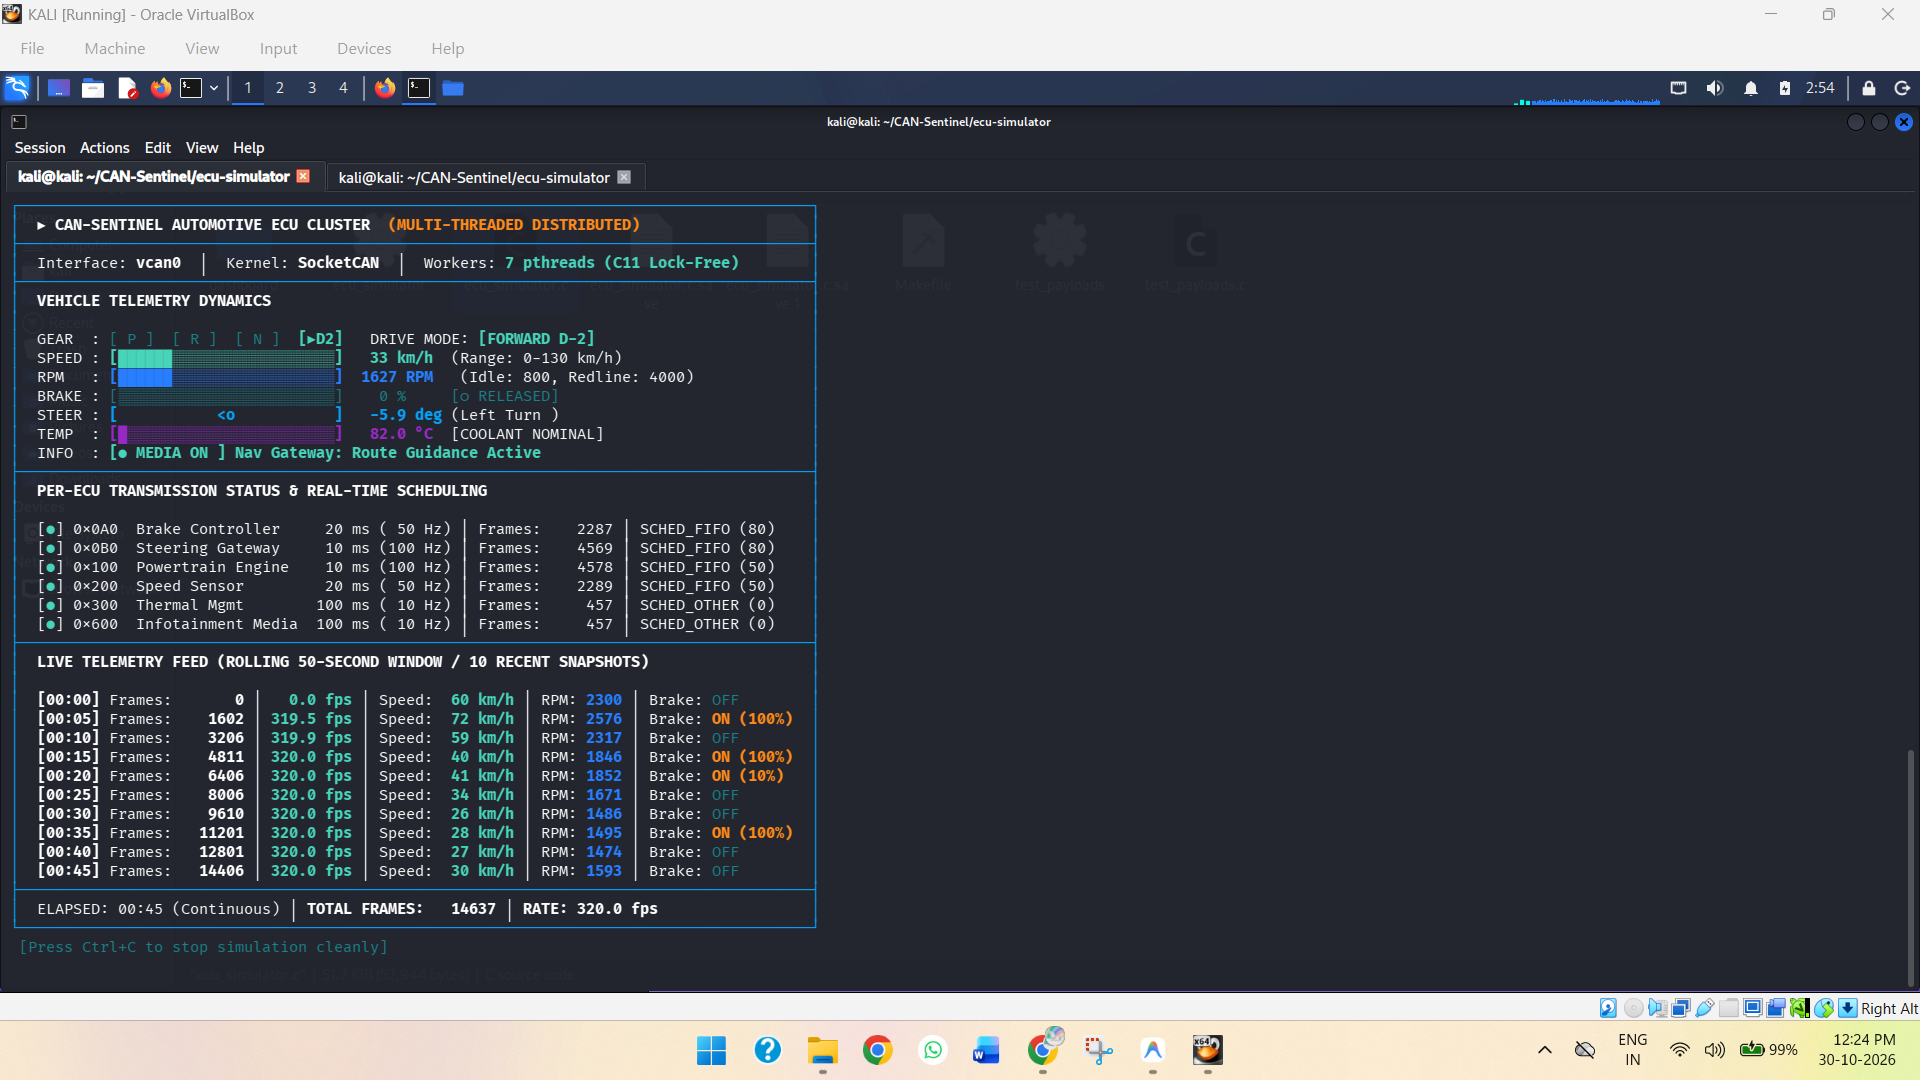 KALI [Running] - Oracle VirtualBox
File Machine View Input Devices Help
1 2 3 4 2:54
kali@kali: ~/CAN-Sentinel/ecu-simulator
Session Actions Edit View Help
kali@kali: ~/CAN-Sentinel/ecu-simulator kali@kali: ~/CAN-Sentinel/ecu-simulator
▶ CAN-SENTINEL AUTOMOTIVE ECU CLUSTER (MULTI-THREADED DISTRIBUTED)
Interface: vcan0 │ Kernel: SocketCAN │ Workers: 7 pthreads (C11 Lock-Free)
Makefile test_payloads test_payloads.c
VEHICLE TELEMETRY DYNAMICS
GEAR : [ P ] [ R ] [ N ] [▶D2] DRIVE MODE: [FORWARD D-2]
SPEED : [ ] 33 km/h (Range: 0-130 km/h)
RPM : [ ] 1627 RPM (Idle: 800, Redline: 4000)
BRAKE : [ ] 0 % [o RELEASED]
STEER : [ <o ] -5.9 deg (Left Turn )
TEMP : [ ] 82.0 °C [COOLANT NOMINAL]
INFO : [● MEDIA ON ] Nav Gateway: Route Guidance Active
PER-ECU TRANSMISSION STATUS & REAL-TIME SCHEDULING
[●] 0×0A0 Brake Controller 20 ms ( 50 Hz) │ Frames: 2287 │ SCHED_FIFO (80)
[●] 0×0B0 Steering Gateway 10 ms (100 Hz) │ Frames: 4569 │ SCHED_FIFO (80)
[●] 0×100 Powertrain Engine 10 ms (100 Hz) │ Frames: 4578 │ SCHED_FIFO (50)
[●] 0×200 Speed Sensor 20 ms ( 50 Hz) │ Frames: 2289 │ SCHED_FIFO (50)
[●] 0×300 Thermal Mgmt 100 ms ( 10 Hz) │ Frames: 457 │ SCHED_OTHER (0)
[●] 0×600 Infotainment Media 100 ms ( 10 Hz) │ Frames: 457 │ SCHED_OTHER (0)
LIVE TELEMETRY FEED (ROLLING 50-SECOND WINDOW / 10 RECENT SNAPSHOTS)
[00:00] Frames: 0 │ 0.0 fps │ Speed: 60 km/h │ RPM: 2300 │ Brake: OFF
[00:05] Frames: 1602 │ 319.5 fps │ Speed: 72 km/h │ RPM: 2576 │ Brake: ON (100%)
[00:10] Frames: 3206 │ 319.9 fps │ Speed: 59 km/h │ RPM: 2317 │ Brake: OFF
[00:15] Frames: 4811 │ 320.0 fps │ Speed: 40 km/h │ RPM: 1846 │ Brake: ON (100%)
[00:20] Frames: 6406 │ 320.0 fps │ Speed: 41 km/h │ RPM: 1852 │ Brake: ON (10%)
[00:25] Frames: 8006 │ 320.0 fps │ Speed: 34 km/h │ RPM: 1671 │ Brake: OFF
[00:30] Frames: 9610 │ 320.0 fps │ Speed: 26 km/h │ RPM: 1486 │ Brake: OFF
[00:35] Frames: 11201 │ 320.0 fps │ Speed: 28 km/h │ RPM: 1495 │ Brake: ON (100%)
[00:40] Frames: 12801 │ 320.0 fps │ Speed: 27 km/h │ RPM: 1474 │ Brake: OFF
[00:45] Frames: 14406 │ 320.0 fps │ Speed: 30 km/h │ RPM: 1593 │ Brake: OFF
ELAPSED: 00:45 (Continuous) │ TOTAL FRAMES: 14637 │ RATE: 320.0 fps
[Press Ctrl+C to stop simulation cleanly]
Right Alt
ENG
IN
99%
12:24 PM
30-10-2026